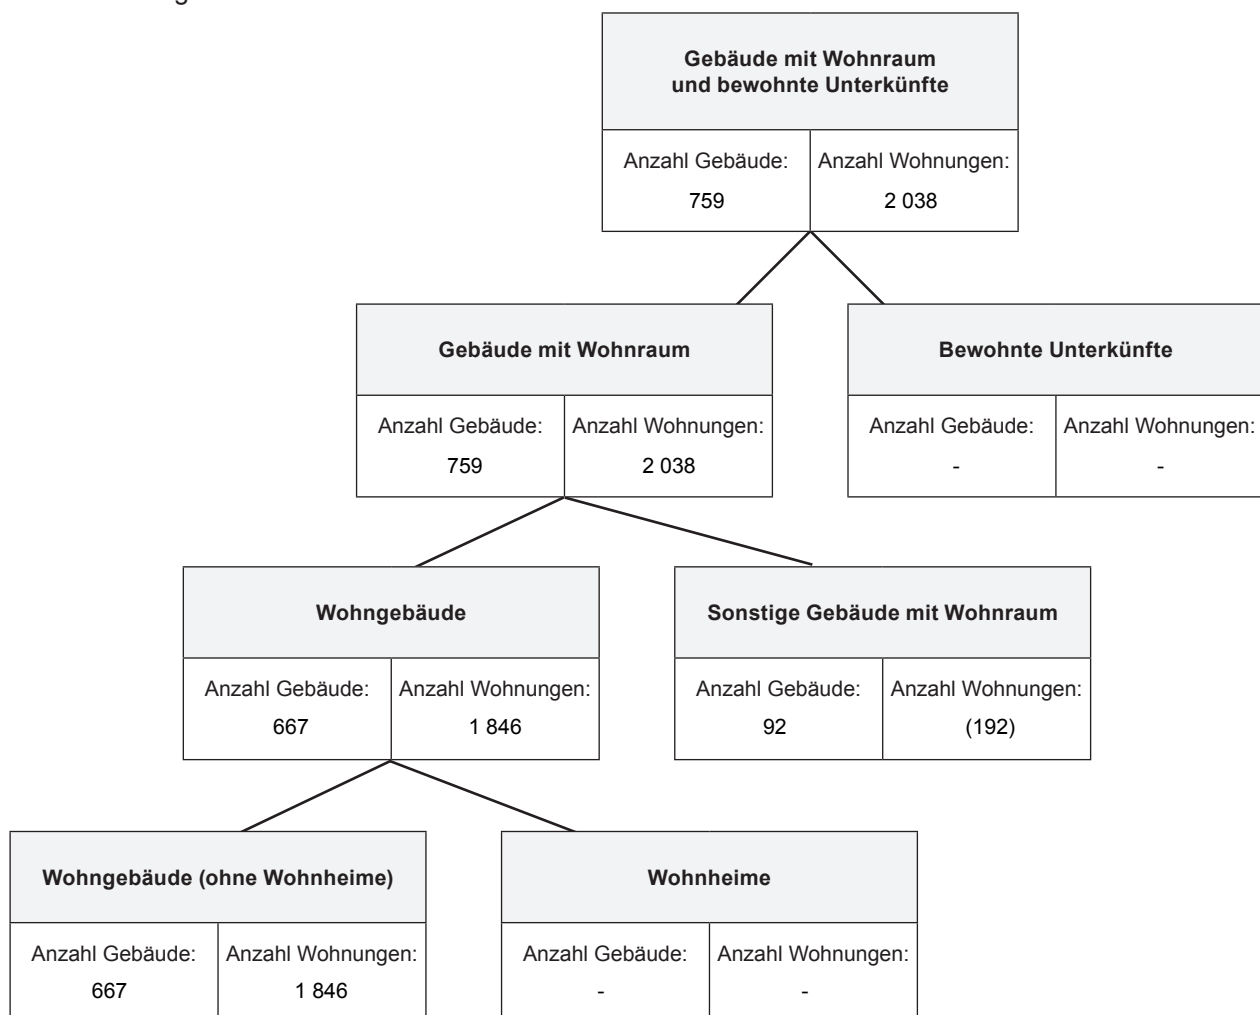 Gebäude mit Wohnraum
und bewohnte Unterkünfte
Anzahl Gebäude: Anzahl Wohnungen:
759 2 038
Gebäude mit Wohnraum
Anzahl Gebäude: Anzahl Wohnungen:
759 2 038
Bewohnte Unterkünfte
Anzahl Gebäude: Anzahl Wohnungen:
- -
Wohngebäude
Anzahl Gebäude: Anzahl Wohnungen:
667 1 846
Sonstige Gebäude mit Wohnraum
Anzahl Gebäude: Anzahl Wohnungen:
92 (192)
Wohngebäude (ohne Wohnheime)
Anzahl Gebäude: Anzahl Wohnungen:
667 1 846
Wohnheime
Anzahl Gebäude: Anzahl Wohnungen:
- -